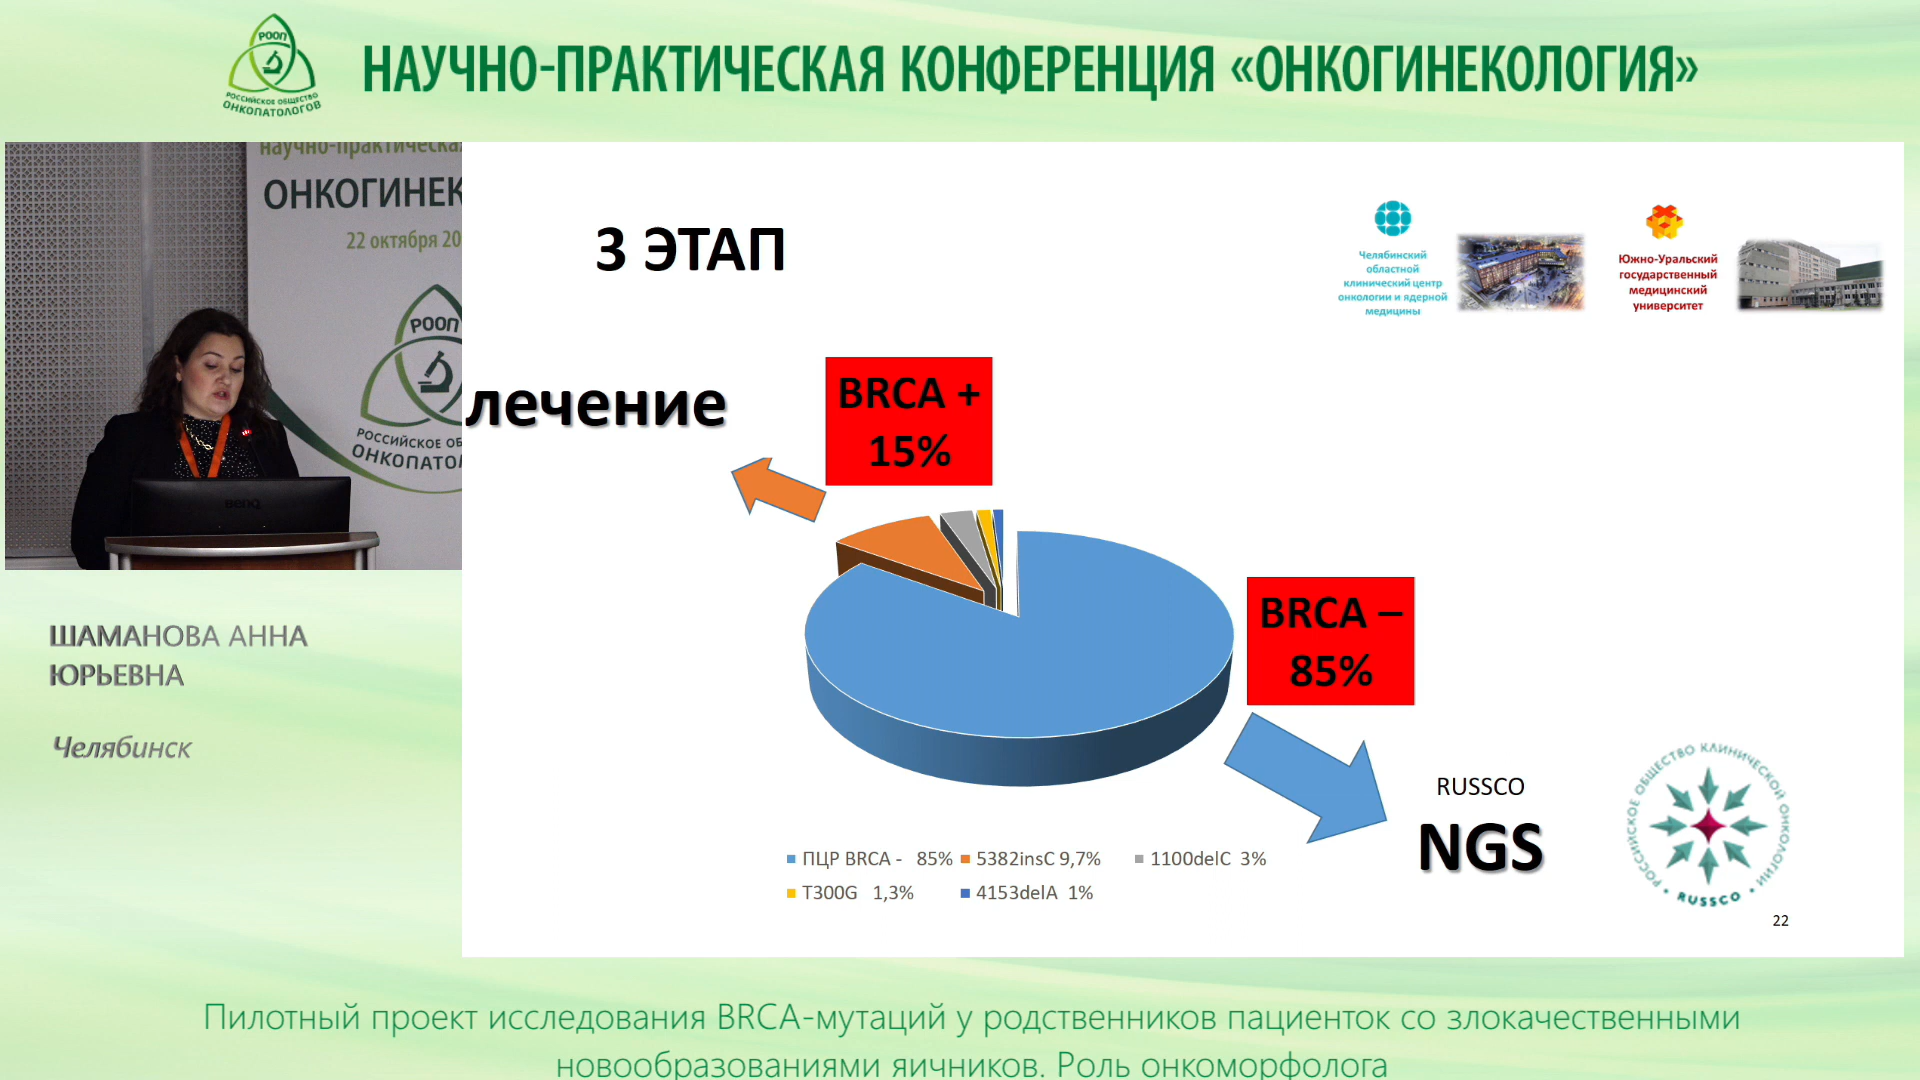 РООП
РОССИЙСКОЕ ОБЩЕСТВО
ОНКОПАТОЛОГОВ
НАУЧНО-ПРАКТИЧЕСКАЯ КОНФЕРЕНЦИЯ «ОНКОГИНЕКОЛОГИЯ»
ОНКОГИНЕК
22 октября 20
РООП
РОССИЙСКОЕ ОБ
ОНКОПАТОЛ
BenQ
ШАМАНОВА АННА
ЮРЬЕВНА
Челябинск
3 ЭТАП
Челябинский
областной
клинический центр
онкологии и ядерной
медицины
Южно-Уральский
государственный
медицинский
университет
лечение
BRCA +
15%
BRCA –
85%
RUSSCO
NGS
РОССИЙСКОЕ ОБЩЕСТВО КЛИНИЧЕСКОЙ ОНКОЛОГИИ
• RUSSCO •
ПЦР BRCA - 85% 5382insC 9,7% 1100delC 3%
T300G 1,3% 4153delA 1%
22
Пилотный проект исследования BRCA-мутаций у родственников пациенток со злокачественными
новообразованиями яичников. Роль онкоморфолога